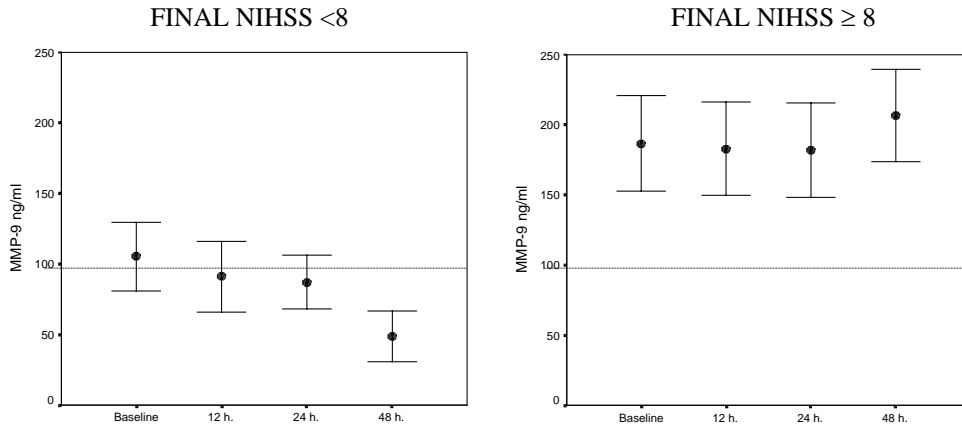 FINAL NIHSS <8
250
200
150
100
50
0
MMP-9 ng/ml
Baseline 12 h. 24 h. 48 h.
FINAL NIHSS ≥ 8
250
200
150
100
50
0
MMP-9 ng/ml
Baseline 12 h. 24 h. 48 h.